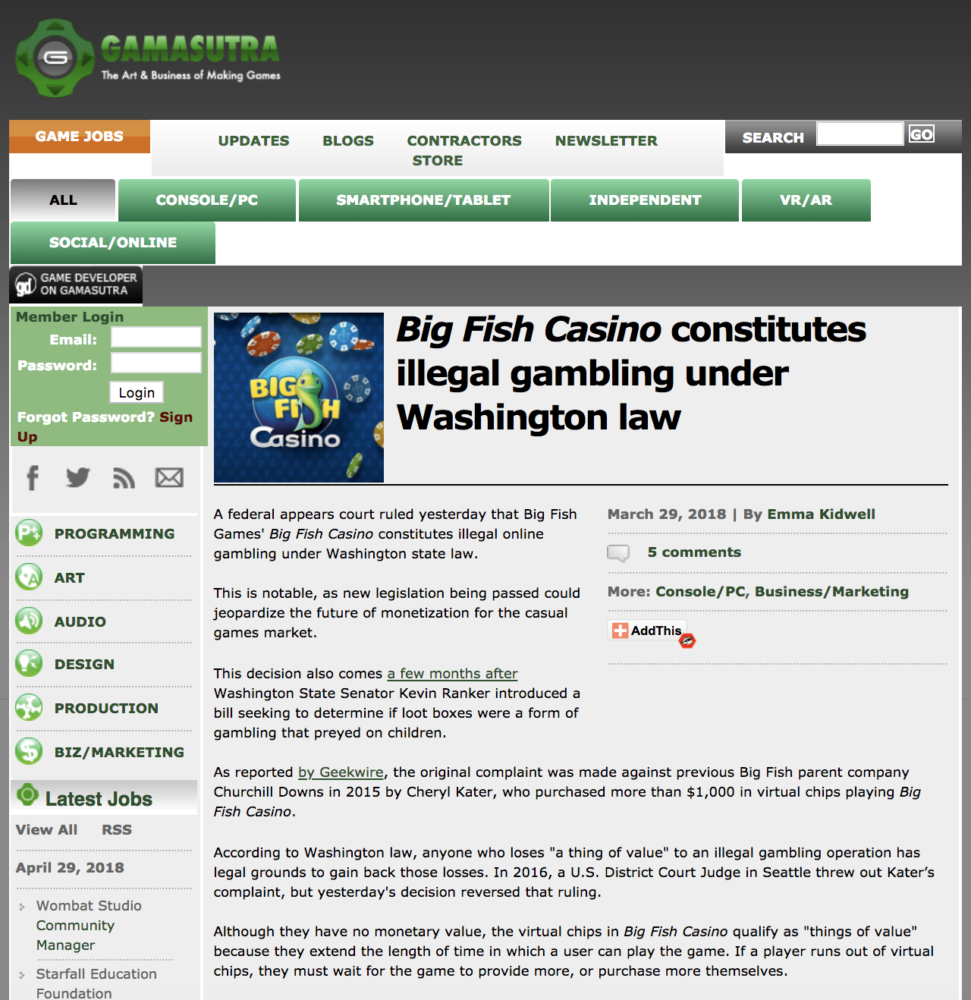 GAMASUTRA
The Art & Business of Making Games
GAME JOBS
UPDATES BLOGS CONTRACTORS NEWSLETTER
STORE
SEARCH GO
ALL CONSOLE/PC SMARTPHONE/TABLET INDEPENDENT VR/AR
SOCIAL/ONLINE
gd GAME DEVELOPER
ON GAMASUTRA
Member Login
Email:
Password:
Login
Forgot Password? Sign
Up
PROGRAMMING
ART
AUDIO
DESIGN
PRODUCTION
BIZ/MARKETING
Latest Jobs
View All RSS
April 29, 2018
Wombat Studio
Community
Manager
Starfall Education
Foundation
BIG
FISH
Casino
Big Fish Casino constitutes
illegal gambling under
Washington law
March 29, 2018 | By Emma Kidwell
5 comments
More: Console/PC, Business/Marketing
AddThis
A federal appears court ruled yesterday that Big Fish
Games' Big Fish Casino constitutes illegal online
gambling under Washington state law.
This is notable, as new legislation being passed could
jeopardize the future of monetization for the casual
games market.
This decision also comes a few months after
Washington State Senator Kevin Ranker introduced a
bill seeking to determine if loot boxes were a form of
gambling that preyed on children.
As reported by Geekwire, the original complaint was made against previous Big Fish parent company
Churchill Downs in 2015 by Cheryl Kater, who purchased more than $1,000 in virtual chips playing Big
Fish Casino.
According to Washington law, anyone who loses "a thing of value" to an illegal gambling operation has
legal grounds to gain back those losses. In 2016, a U.S. District Court Judge in Seattle threw out Kater’s
complaint, but yesterday's decision reversed that ruling.
Although they have no monetary value, the virtual chips in Big Fish Casino qualify as "things of value"
because they extend the length of time in which a user can play the game. If a player runs out of virtual
chips, they must wait for the game to provide more, or purchase more themselves.